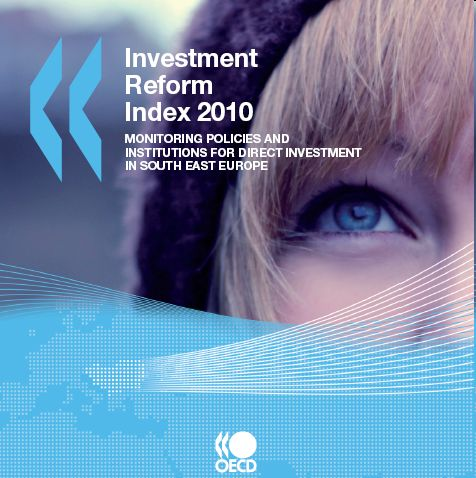 Investment
Reform
Index 2010
MONITORING POLICIES AND
INSTITUTIONS FOR DIRECT INVESTMENT
IN SOUTH EAST EUROPE
OECD